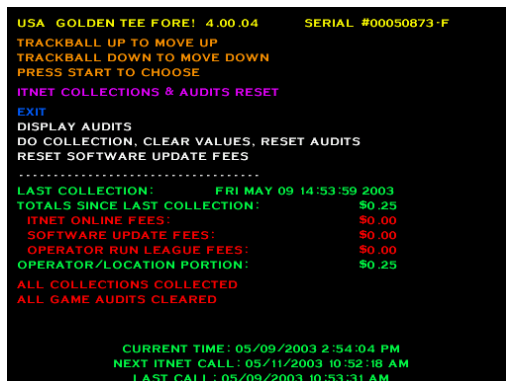 USA GOLDEN TEE FORE! 4.00.04 SERIAL #00050873-F
TRACKBALL UP TO MOVE UP
TRACKBALL DOWN TO MOVE DOWN
PRESS START TO CHOOSE
ITNET COLLECTIONS & AUDITS RESET
EXIT
DISPLAY AUDITS
DO COLLECTION, CLEAR VALUES, RESET AUDITS
RESET SOFTWARE UPDATE FEES
----------------------------------
LAST COLLECTION: FRI MAY 09 14:53:59 2003
TOTALS SINCE LAST COLLECTION: $0.25
ITNET ONLINE FEES: $0.00
SOFTWARE UPDATE FEES: $0.00
OPERATOR RUN LEAGUE FEES: $0.00
OPERATOR/LOCATION PORTION: $0.25
ALL COLLECTIONS COLLECTED
ALL GAME AUDITS CLEARED
CURRENT TIME: 05/09/2003 2:54:04 PM
NEXT ITNET CALL: 05/11/2003 10:52:18 AM
LAST CALL: 05/09/2003 10:53:31 AM